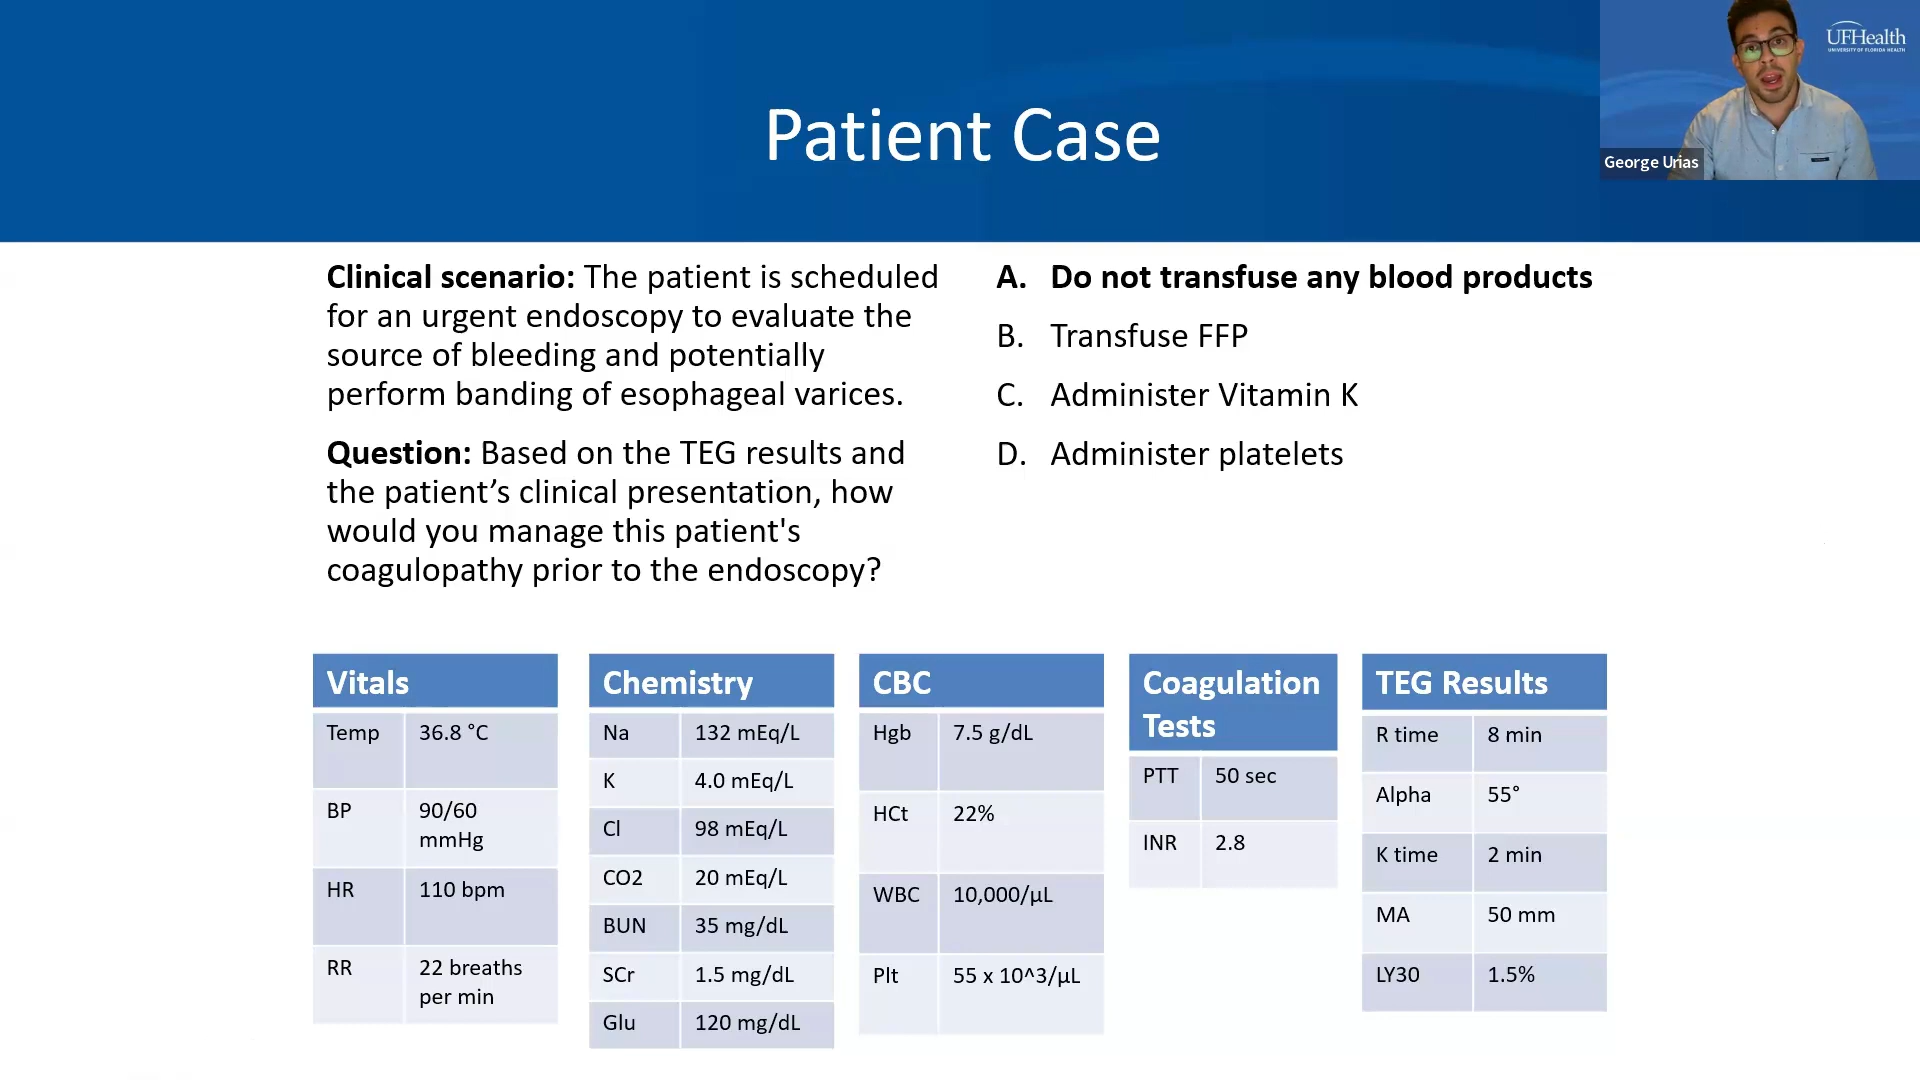 UFHealth
UNIVERSITY OF FLORIDA HEALTH
George Urias
Patient Case
Clinical scenario: The patient is scheduled
for an urgent endoscopy to evaluate the
source of bleeding and potentially
perform banding of esophageal varices.
Question: Based on the TEG results and
the patient’s clinical presentation, how
would you manage this patient's
coagulopathy prior to the endoscopy?
A. Do not transfuse any blood products
B. Transfuse FFP
C. Administer Vitamin K
D. Administer platelets
Vitals
Temp 36.8 °C
BP 90/60
mmHg
HR 110 bpm
RR 22 breaths
per min
Chemistry
Na 132 mEq/L
K 4.0 mEq/L
Cl 98 mEq/L
CO2 20 mEq/L
BUN 35 mg/dL
SCr 1.5 mg/dL
Glu 120 mg/dL
CBC
Hgb 7.5 g/dL
HCt 22%
WBC 10,000/µL
Plt 55 x 10^3/µL
Coagulation
Tests
PTT 50 sec
INR 2.8
TEG Results
R time 8 min
Alpha 55°
K time 2 min
MA 50 mm
LY30 1.5%